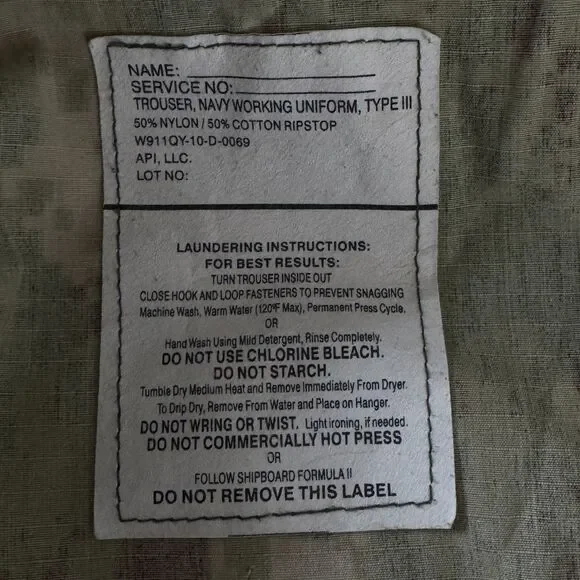 NAME:
SERVICE NO:
TROUSER, NAVY WORKING UNIFORM, TYPE III
50% NYLON / 50% COTTON RIPSTOP
W911QY-10-D-0069
API, LLC.
LOT NO:
LAUNDERING INSTRUCTIONS:
FOR BEST RESULTS:
TURN TROUSER INSIDE OUT
CLOSE HOOK AND LOOP FASTENERS TO PREVENT SNAGGING
Machine Wash, Warm Water (120°F Max), Permanent Press Cycle.
OR
Hand Wash Using Mild Detergent, Rinse Completely.
DO NOT USE CHLORINE BLEACH.
DO NOT STARCH.
Tumble Dry Medium Heat and Remove Immediately From Dryer.
To Drip Dry, Remove From Water and Place on Hanger.
DO NOT WRING OR TWIST. Light ironing, if needed.
DO NOT COMMERCIALLY HOT PRESS
OR
FOLLOW SHIPBOARD FORMULA II
DO NOT REMOVE THIS LABEL